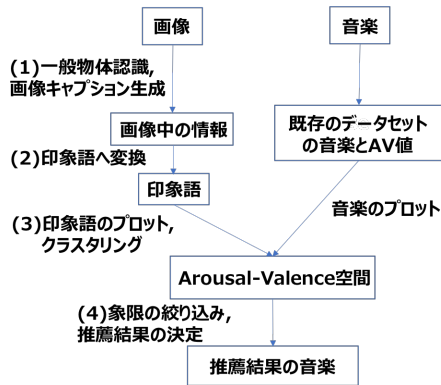 画像
音楽
(1)一般物体認識,
画像キャプション生成
画像中の情報
既存のデータセット
の音楽とAV値
(2)印象語へ変換
印象語
(3)印象語のプロット,
クラスタリング
音楽のプロット
Arousal-Valence空間
(4)象限の絞り込み,
推薦結果の決定
推薦結果の音楽